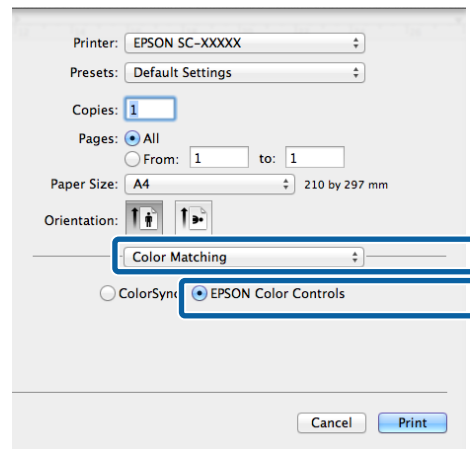 Printer: EPSON SC-XXXXX
Presets: Default Settings
Copies: 1
Pages: All
From: 1 to: 1
Paper Size: A4 210 by 297 mm
Orientation:
Color Matching
ColorSync EPSON Color Controls
Cancel Print